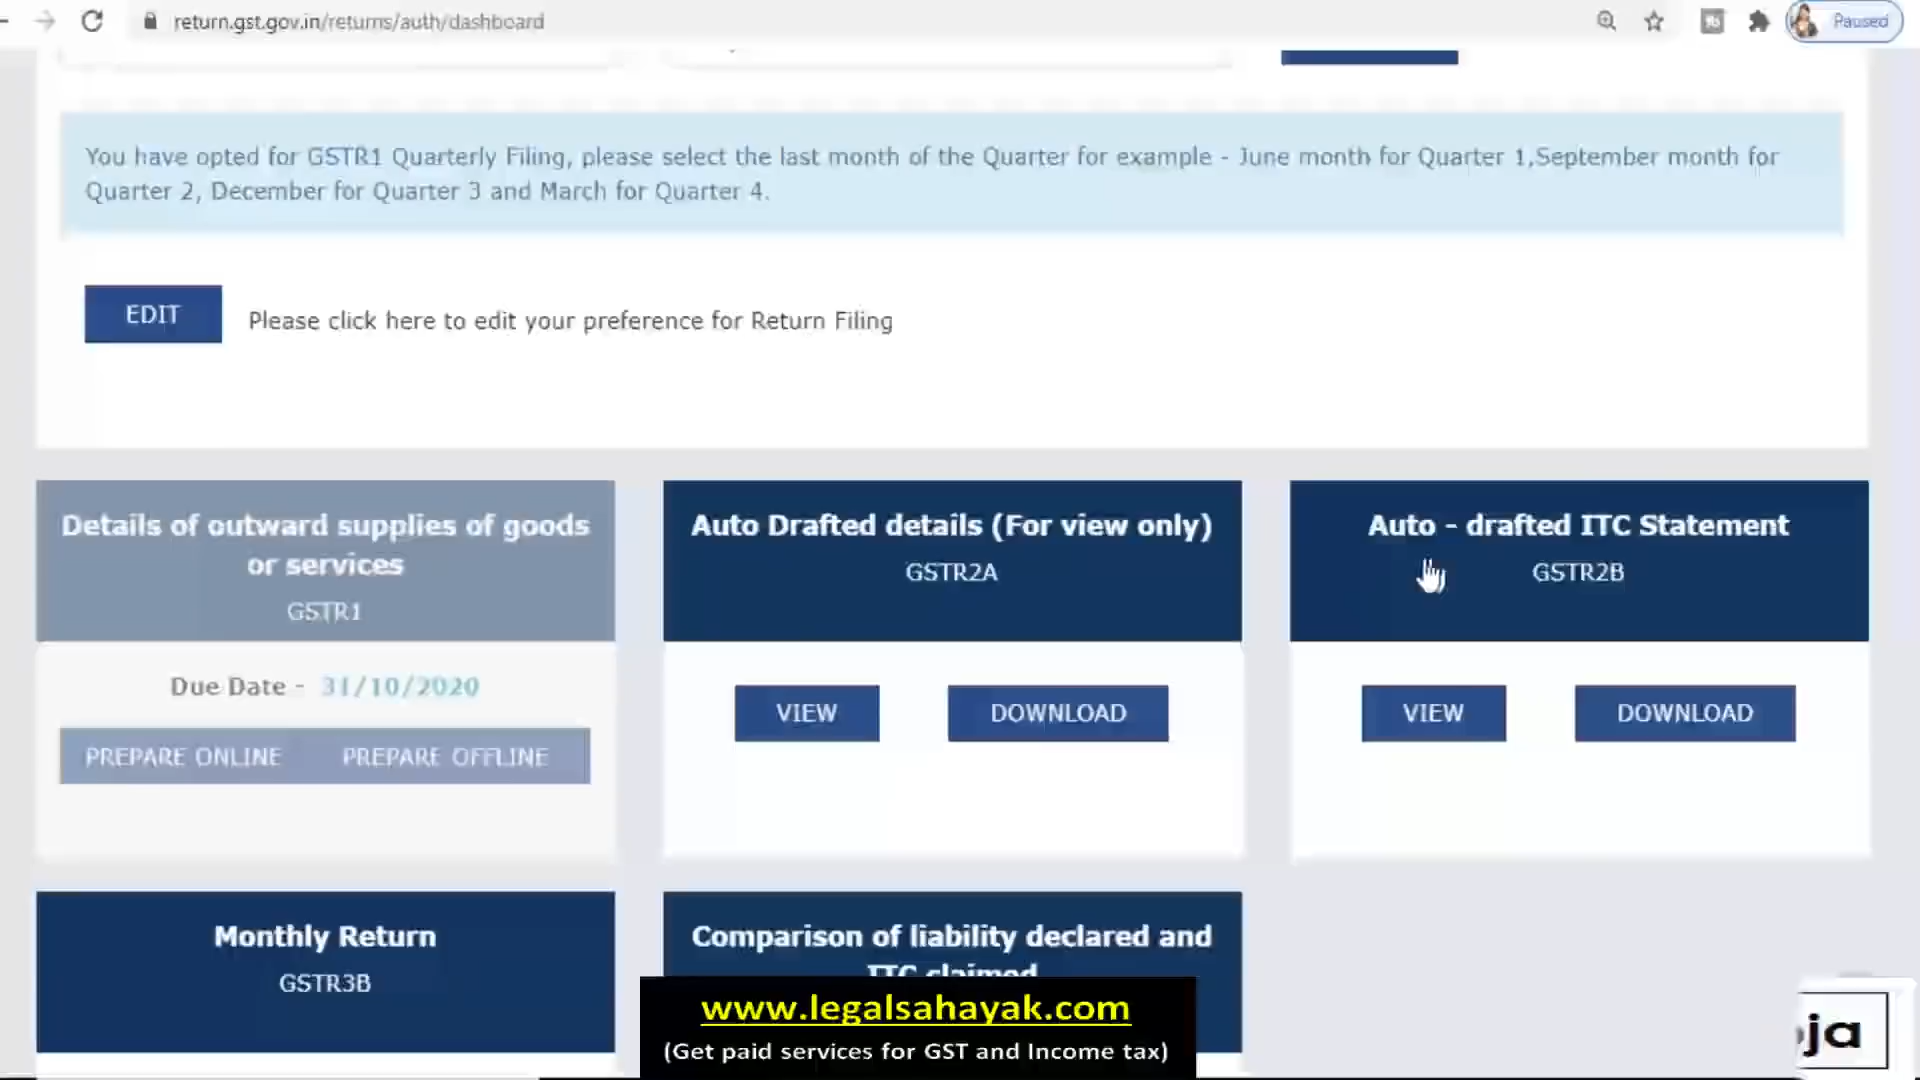 return.gst.gov.in/returns/auth/dashboard
Paused
You have opted for GSTR1 Quarterly Filing, please select the last month of the Quarter for example - June month for Quarter 1,September month for
Quarter 2, December for Quarter 3 and March for Quarter 4.
EDIT
Please click here to edit your preference for Return Filing
Details of outward supplies of goods
or services
GSTR1
Due Date - 31/10/2020
PREPARE ONLINE
PREPARE OFFLINE
Auto Drafted details (For view only)
GSTR2A
VIEW
DOWNLOAD
Auto - drafted ITC Statement
GSTR2B
VIEW
DOWNLOAD
Monthly Return
GSTR3B
Comparison of liability declared and
ITC claimed
www.legalsahayak.com
(Get paid services for GST and Income tax)